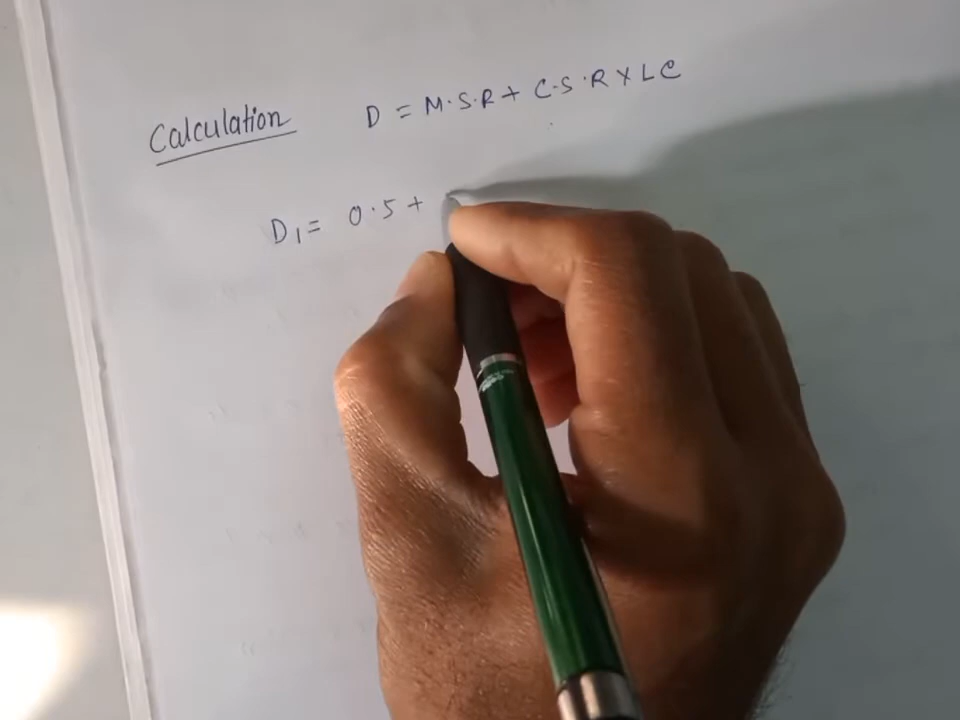 Calculation D = M.S.R + C.S.R X LC
D1 = 0.5 +